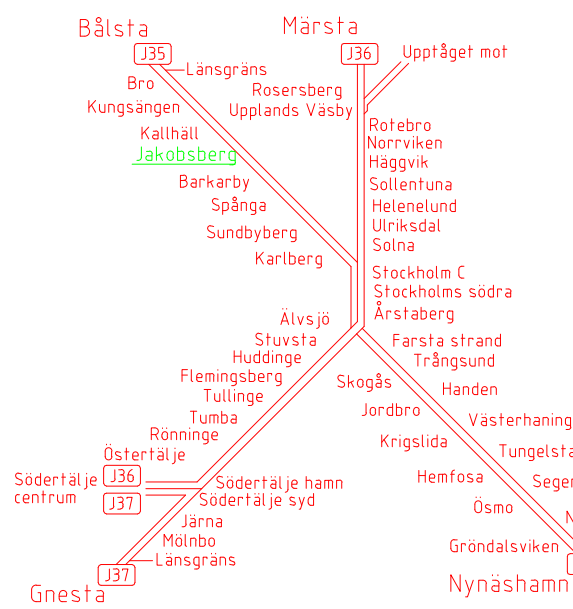 Bålsta
Märsta
J35
J36
Upptåget mot
Länsgräns
Bro
Rosersberg
Kungsängen
Upplands Väsby
Kallhäll
Rotebro
Norrviken
Jakobsberg
Häggvik
Barkarby
Sollentuna
Spånga
Helenelund
Ulriksdal
Sundbyberg
Solna
Karlberg
Stockholm C
Stockholms södra
Årstaberg
Älvsjö
Stuvsta
Farsta strand
Huddinge
Trångsund
Flemingsberg
Skogås
Handen
Tullinge
Jordbro
Tumba
Västerhaning
Rönninge
Krigslida
Östertälje
Tungelsta
J36
Södertälje
centrum
Hemfosa
Södertälje hamn
Seger
J37
Södertälje syd
Ösmo
Järna
N
Mölnbo
Gröndalsviken
Länsgräns
J37
Gnesta
Nynäshamn